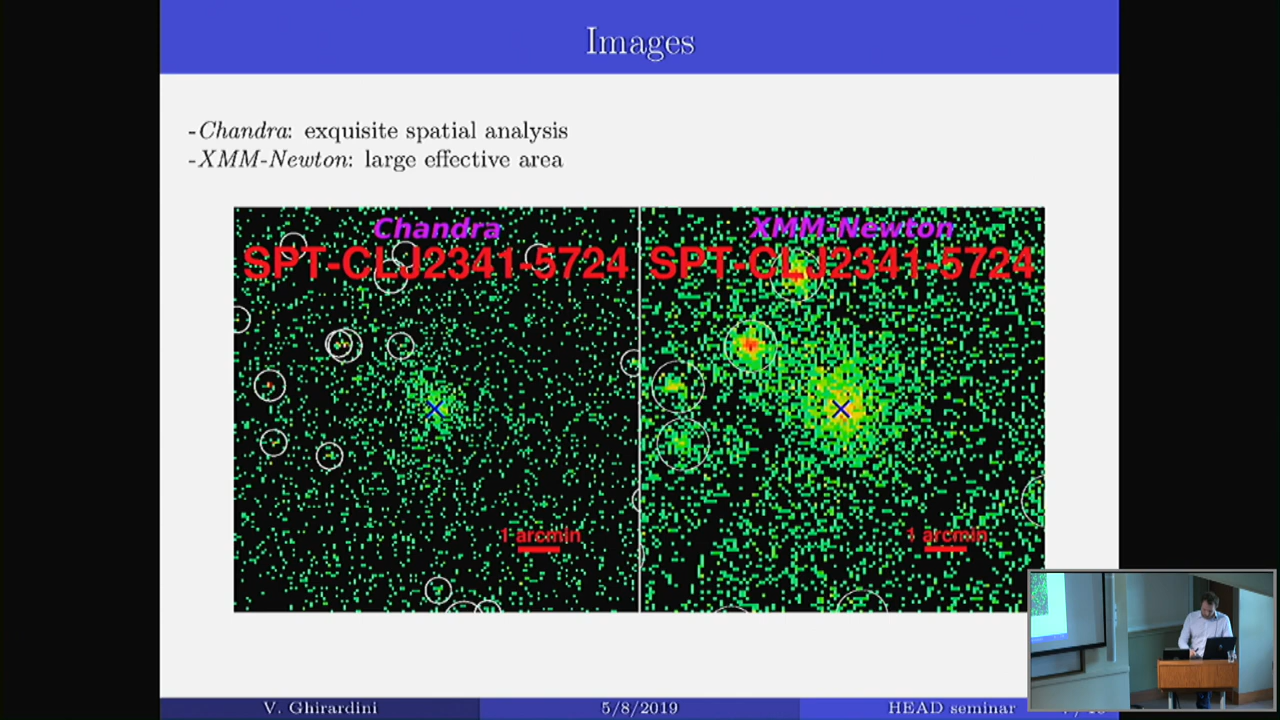 Images
-Chandra: exquisite spatial analysis
-XMM-Newton: large effective area
Chandra
SPT-CLJ2341-5724
1 arcmin
XMM-Newton
SPT-CLJ2341-5724
1 arcmin
V. Ghirardini
5/8/2019
HEAD seminar